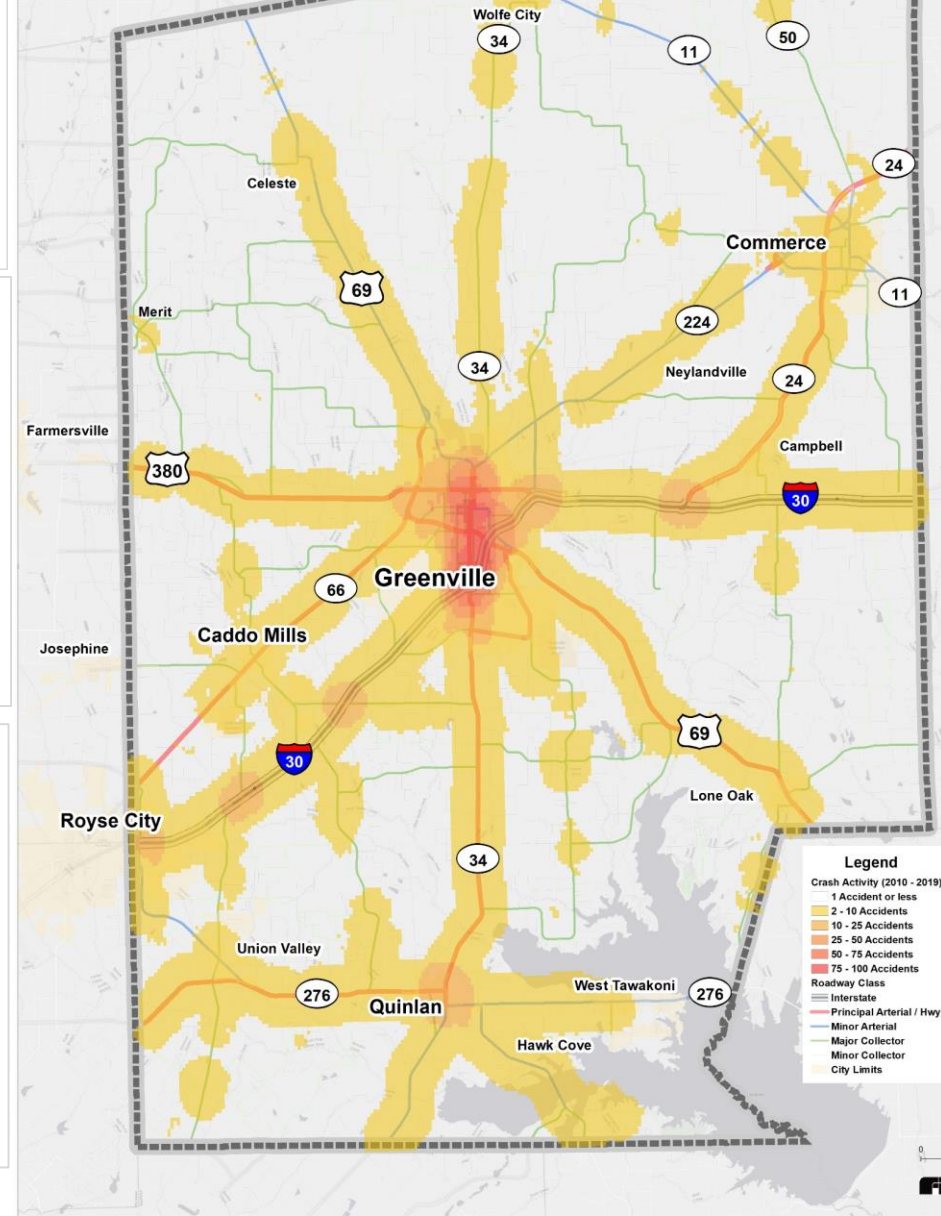 Wolfe City
34
11
50
24
Celeste
Commerce
69
11
Merit
224
34
Neylandville
24
Farmersville
Campbell
380
30
Greenville
66
Caddo Mills
Josephine
69
30
Lone Oak
Royse City
34
Legend
Crash Activity (2010 - 2019)
1 Accident or less
2 - 10 Accidents
10 - 25 Accidents
25 - 50 Accidents
50 - 75 Accidents
75 - 100 Accidents
Roadway Class
Interstate
Principal Arterial / Hwy
Minor Arterial
Major Collector
Minor Collector
City Limits
Union Valley
276
West Tawakoni
276
Quinlan
Hawk Cove
0